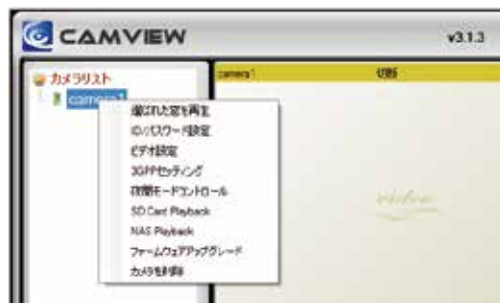 CAMVIEW
v3.1.3
カメラリスト
camera1
camera1 切断
選ばれた窓を再生
ID/パスワード設定
ビデオ設定
3GPPセッティング
夜間モードコントロール
SD Card Playback
NAS Playback
ファームウェアアップグレード
カメラを削除